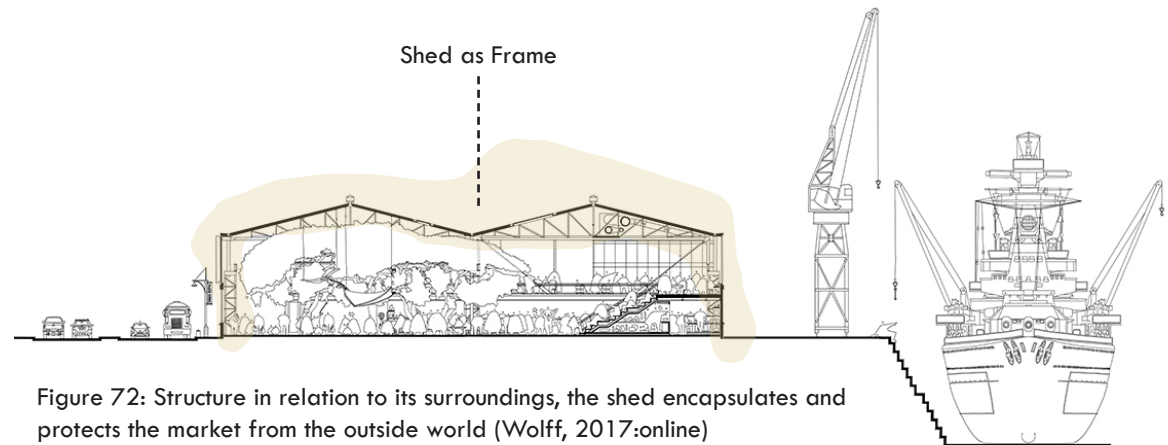 Shed as Frame
Figure 72: Structure in relation to its surroundings, the shed encapsulates and
protects the market from the outside world (Wolff, 2017:online)